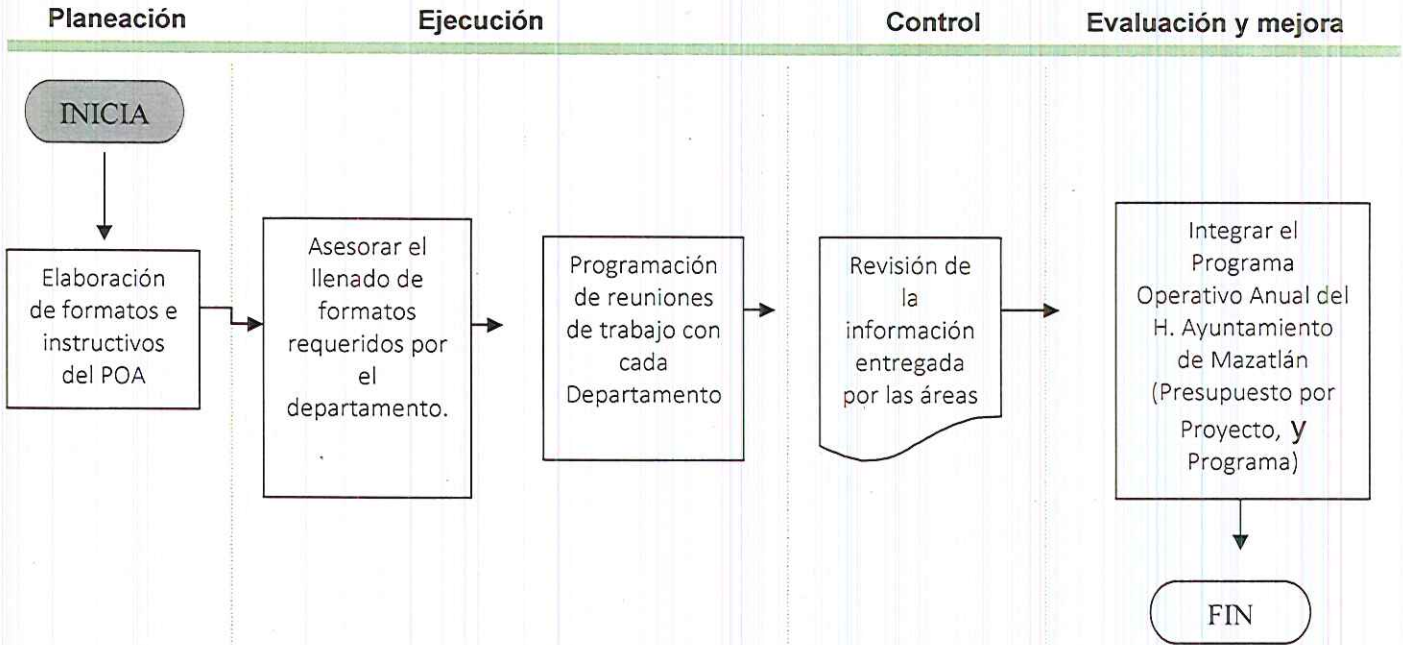 Planeación
Ejecución
Control
Evaluación y mejora
INICIA
Elaboración
de formatos e
instructivos
del POA
Asesorar el
llenado de
formatos
requeridos por
el
departamento.
Programación
de reuniones
de trabajo con
cada
Departamento
Revisión de
la
información
entregada
por las áreas
Integrar el
Programa
Operativo Anual del
H. Ayuntamiento
de Mazatlán
(Presupuesto por
Proyecto, y
Programa)
FIN